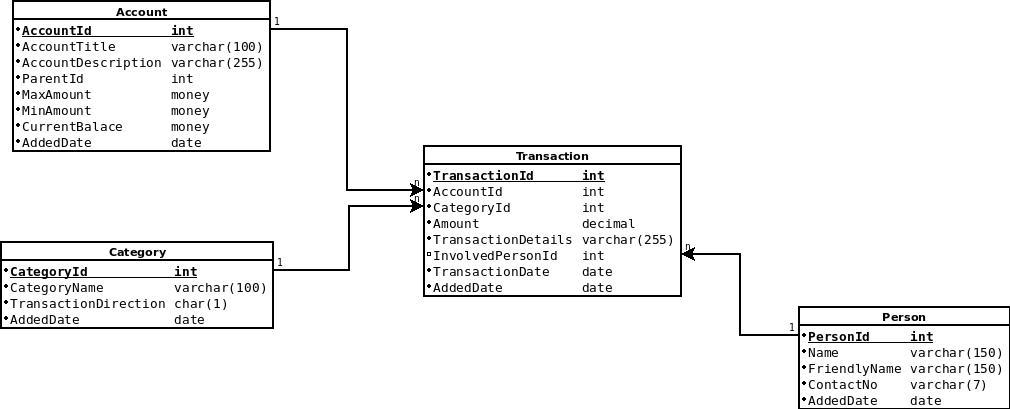 Account
AccountId int
AccountTitle varchar(100)
AccountDescription varchar(255)
ParentId int
MaxAmount money
MinAmount money
CurrentBalace money
AddedDate date
1
n
Transaction
TransactionId int
AccountId int
CategoryId int
Amount decimal
TransactionDetails varchar(255)
InvolvedPersonId int
TransactionDate date
AddedDate date
n
n
Category
CategoryId int
CategoryName varchar(100)
TransactionDirection char(1)
AddedDate date
1
Person
PersonId int
Name varchar(150)
FriendlyName varchar(150)
ContactNo varchar(7)
AddedDate date
1